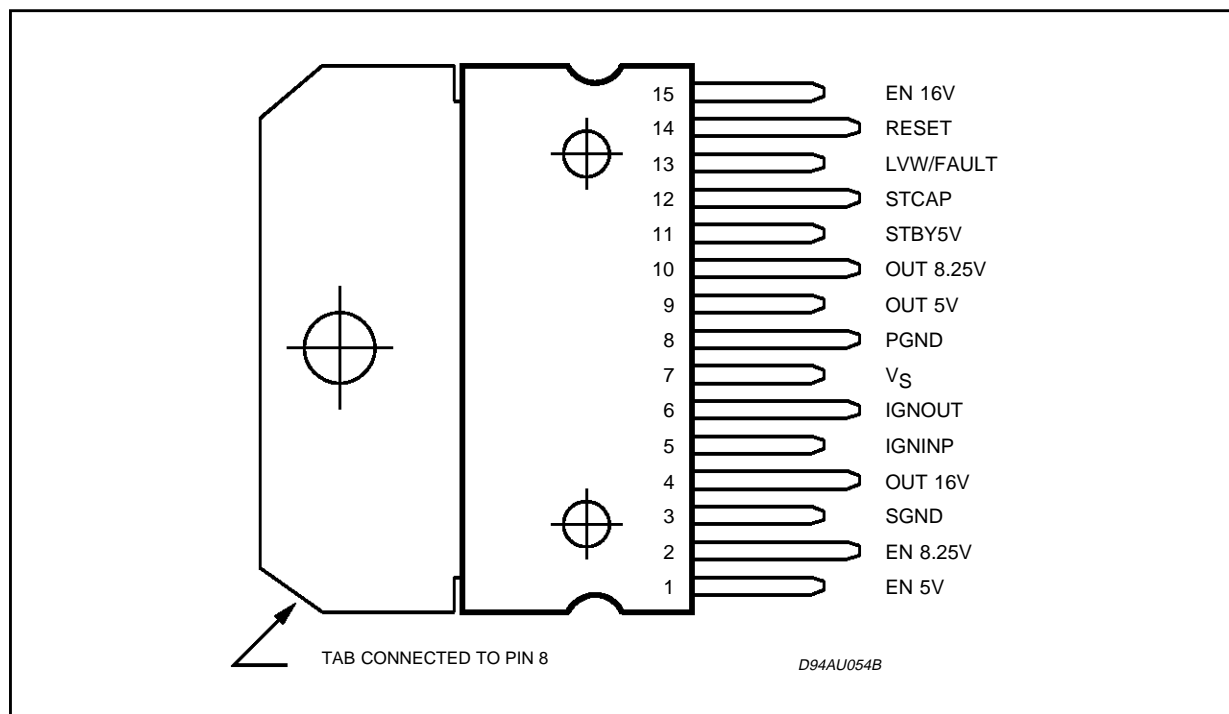 15 EN 16V
14 RESET
13 LVW/FAULT
12 STCAP
11 STBY5V
10 OUT 8.25V
9 OUT 5V
8 PGND
7 VS
6 IGNOUT
5 IGNINP
4 OUT 16V
3 SGND
2 EN 8.25V
1 EN 5V
TAB CONNECTED TO PIN 8
D94AU054B